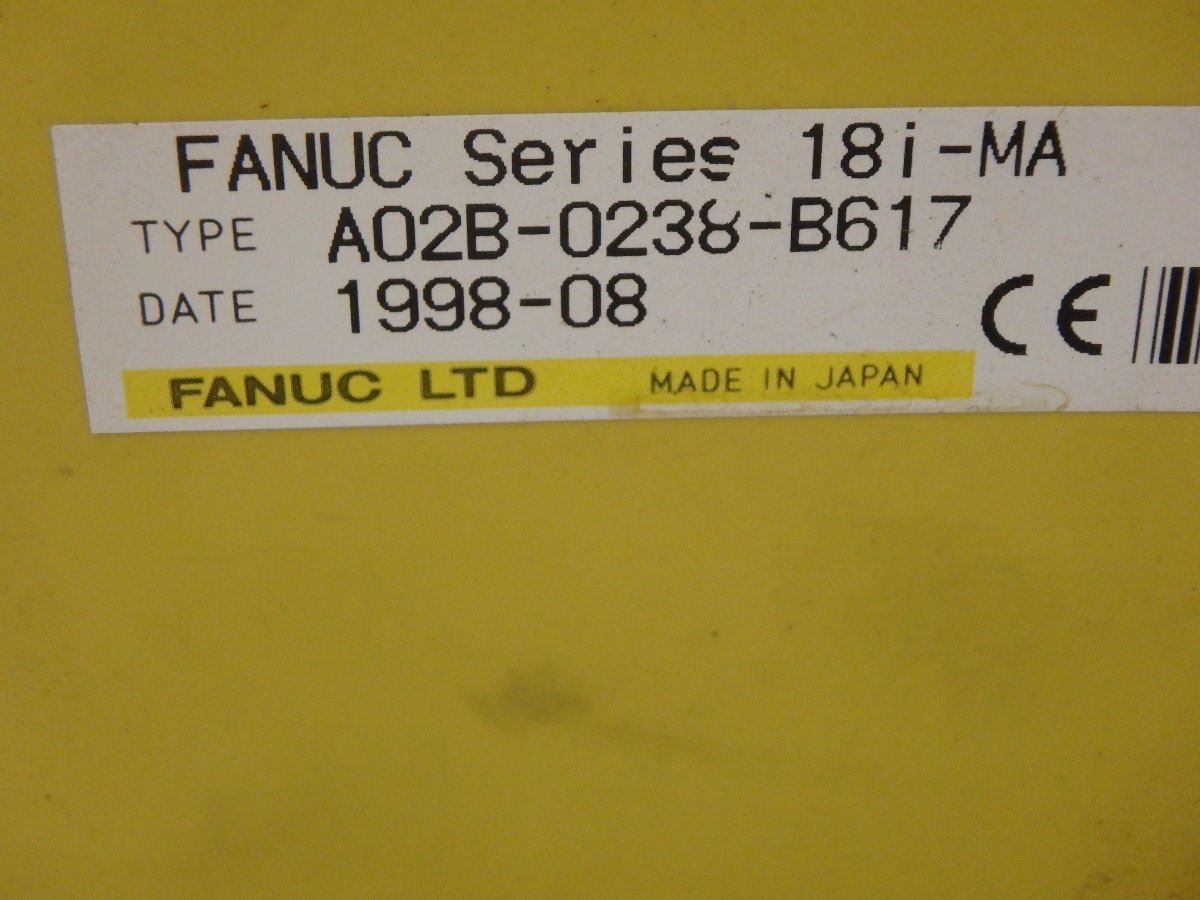 FANUC Series 18i-MA
TYPE A02B-0238-B617
DATE 1998-08
CE
FANUC LTD MADE IN JAPAN